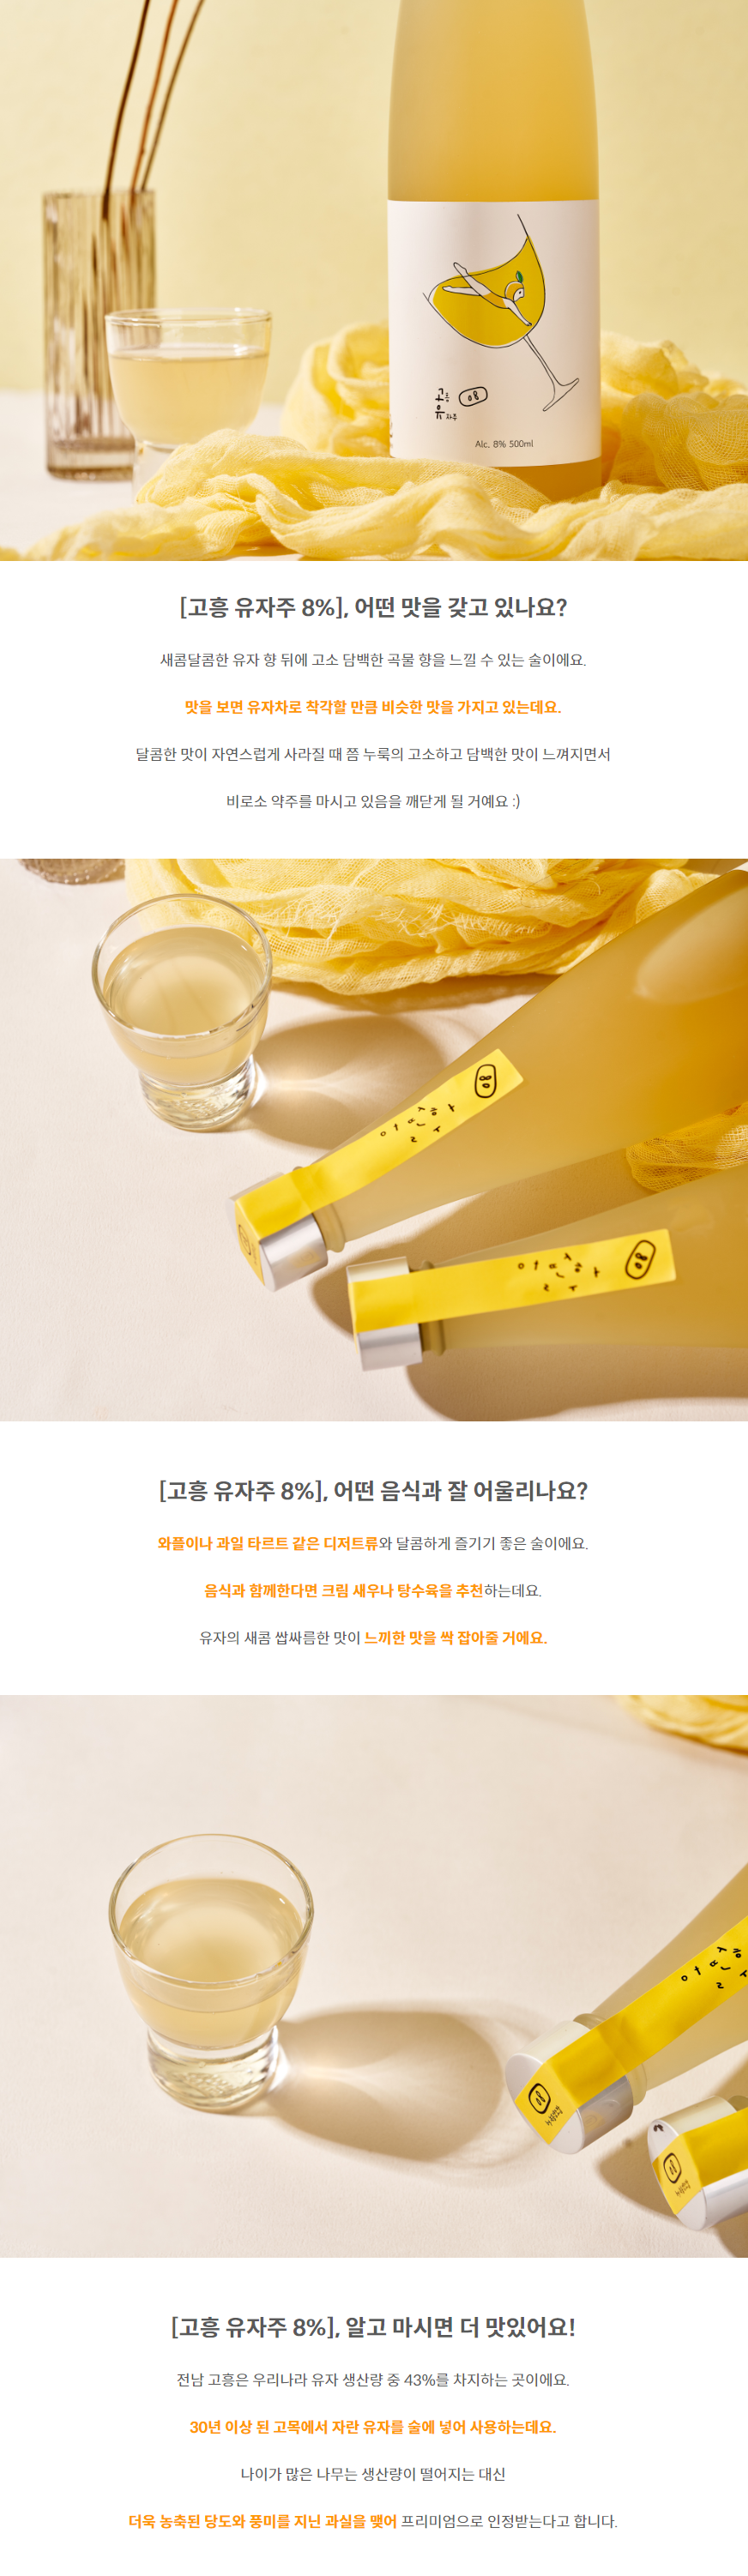 고흥
유자주
08
Alc. 8% 500ml
[고흥 유자주 8%], 어떤 맛을 갖고 있나요?
새콤달콤한 유자 향 뒤에 고소 담백한 곡물 향을 느낄 수 있는 술이에요.
맛을 보면 유자차로 착각할 만큼 비슷한 맛을 가지고 있는데요.
달콤한 맛이 자연스럽게 사라질 때 쯤 누룩의 고소하고 담백한 맛이 느껴지면서
비로소 약주를 마시고 있음을 깨닫게 될 거예요 :)
08
08
[고흥 유자주 8%], 어떤 음식과 잘 어울리나요?
와플이나 과일 타르트 같은 디저트류와 달콤하게 즐기기 좋은 술이에요.
음식과 함께한다면 크림 새우나 탕수육을 추천하는데요.
유자의 새콤 쌉싸름한 맛이 느끼한 맛을 싹 잡아줄 거에요.
[고흥 유자주 8%], 알고 마시면 더 맛있어요!
전남 고흥은 우리나라 유자 생산량 중 43%를 차지하는 곳이에요.
30년 이상 된 고목에서 자란 유자를 술에 넣어 사용하는데요.
나이가 많은 나무는 생산량이 떨어지는 대신
더욱 농축된 당도와 풍미를 지닌 과실을 맺어 프리미엄으로 인정받는다고 합니다.